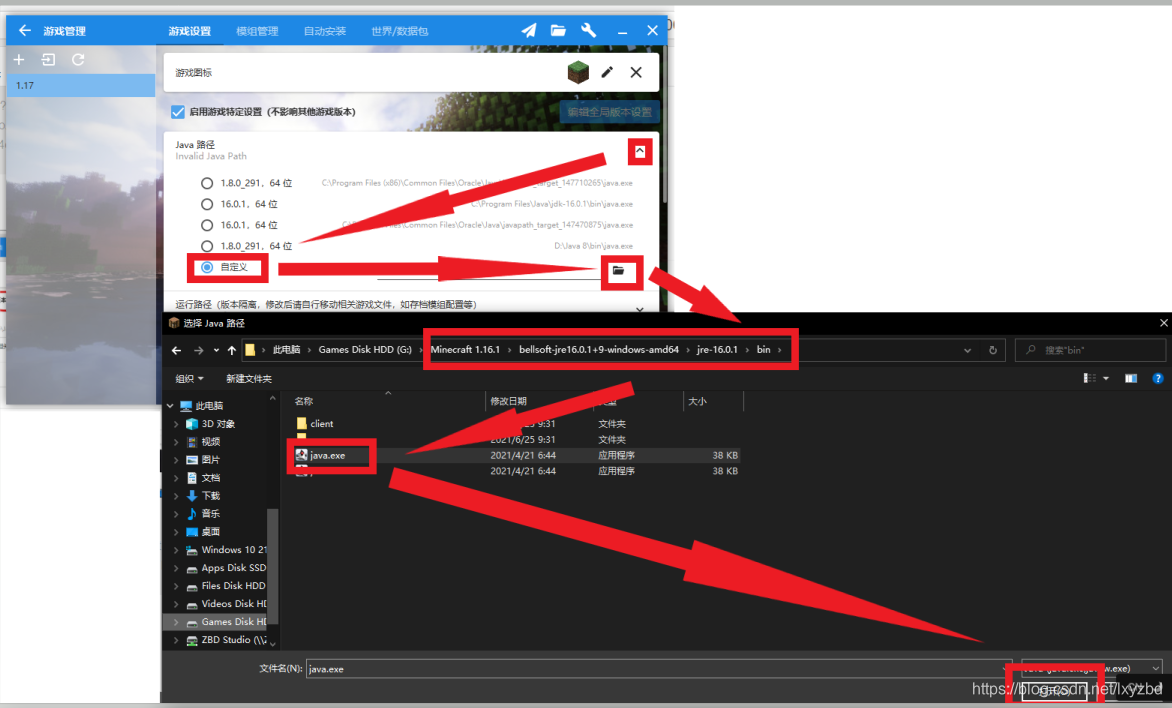 游戏管理
游戏设置 模组管理 自动安装 世界/数据包
1.17
游戏图标
启用游戏特定设置 (不影响其他游戏版本)
编辑全局版本设置
Java 路径
Invalid Java Path
1.8.0_291，64 位 C:\Program Files (x86)\Common Files\Oracle\Java\javapath_target_147710265\java.exe
16.0.1，64 位 C:\Program Files\Java\jdk-16.0.1\bin\java.exe
16.0.1，64 位 Files\Common Files\Oracle\Java\javapath_target_147470875\java.exe
1.8.0_291，64 位 D:\Java 8\bin\java.exe
自定义
运行路径（版本隔离，修改后请自行移动相关游戏文件，如存档模组配置等）
选择 Java 路径
此电脑 › Games Disk HDD (G:) › Minecraft 1.16.1 › bellsoft-jre16.0.1+9-windows-amd64 › jre-16.0.1 › bin ›
搜索"bin"
组织 新建文件夹
名称 修改日期 大小
此电脑
3D 对象
视频
图片
文档
下载
音乐
桌面
Windows 10 21
Apps Disk SSD
Files Disk HDD
Videos Disk HD
Games Disk HD
ZBD Studio (\\Z
client 9:31 文件夹
2021/6/25 9:31 文件夹
java.exe 2021/4/21 6:44 应用程序 38 KB
2021/4/21 6:44 应用程序 38 KB
文件名(N): java.exe
https://blog.csdn.net/lxyzbd